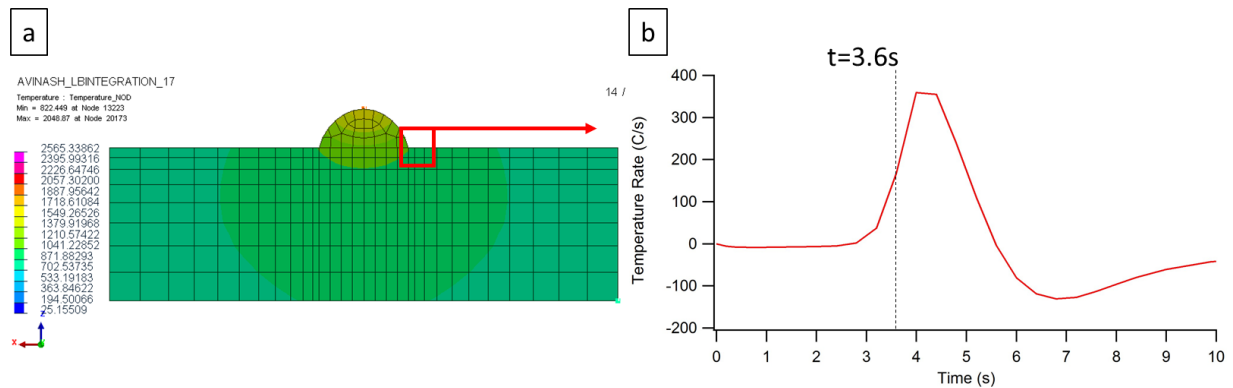 a
AVINASH_LBINTEGRATION_17
Temperature : Temperature_NOD
Min = 822.449 at Node 13223
Max = 2048.87 at Node 20173
14 /
2565.33862
2395.99316
2226.64746
2057.30200
1887.95642
1718.61084
1549.26526
1379.91968
1210.57422
1041.22852
871.88293
702.53735
533.19183
363.84622
194.50066
25.15509
z
x
b
t=3.6s
Temperature Rate (C/s)
400
300
200
100
0
-100
-200
0 1 2 3 4 5 6 7 8 9 10
Time (s)